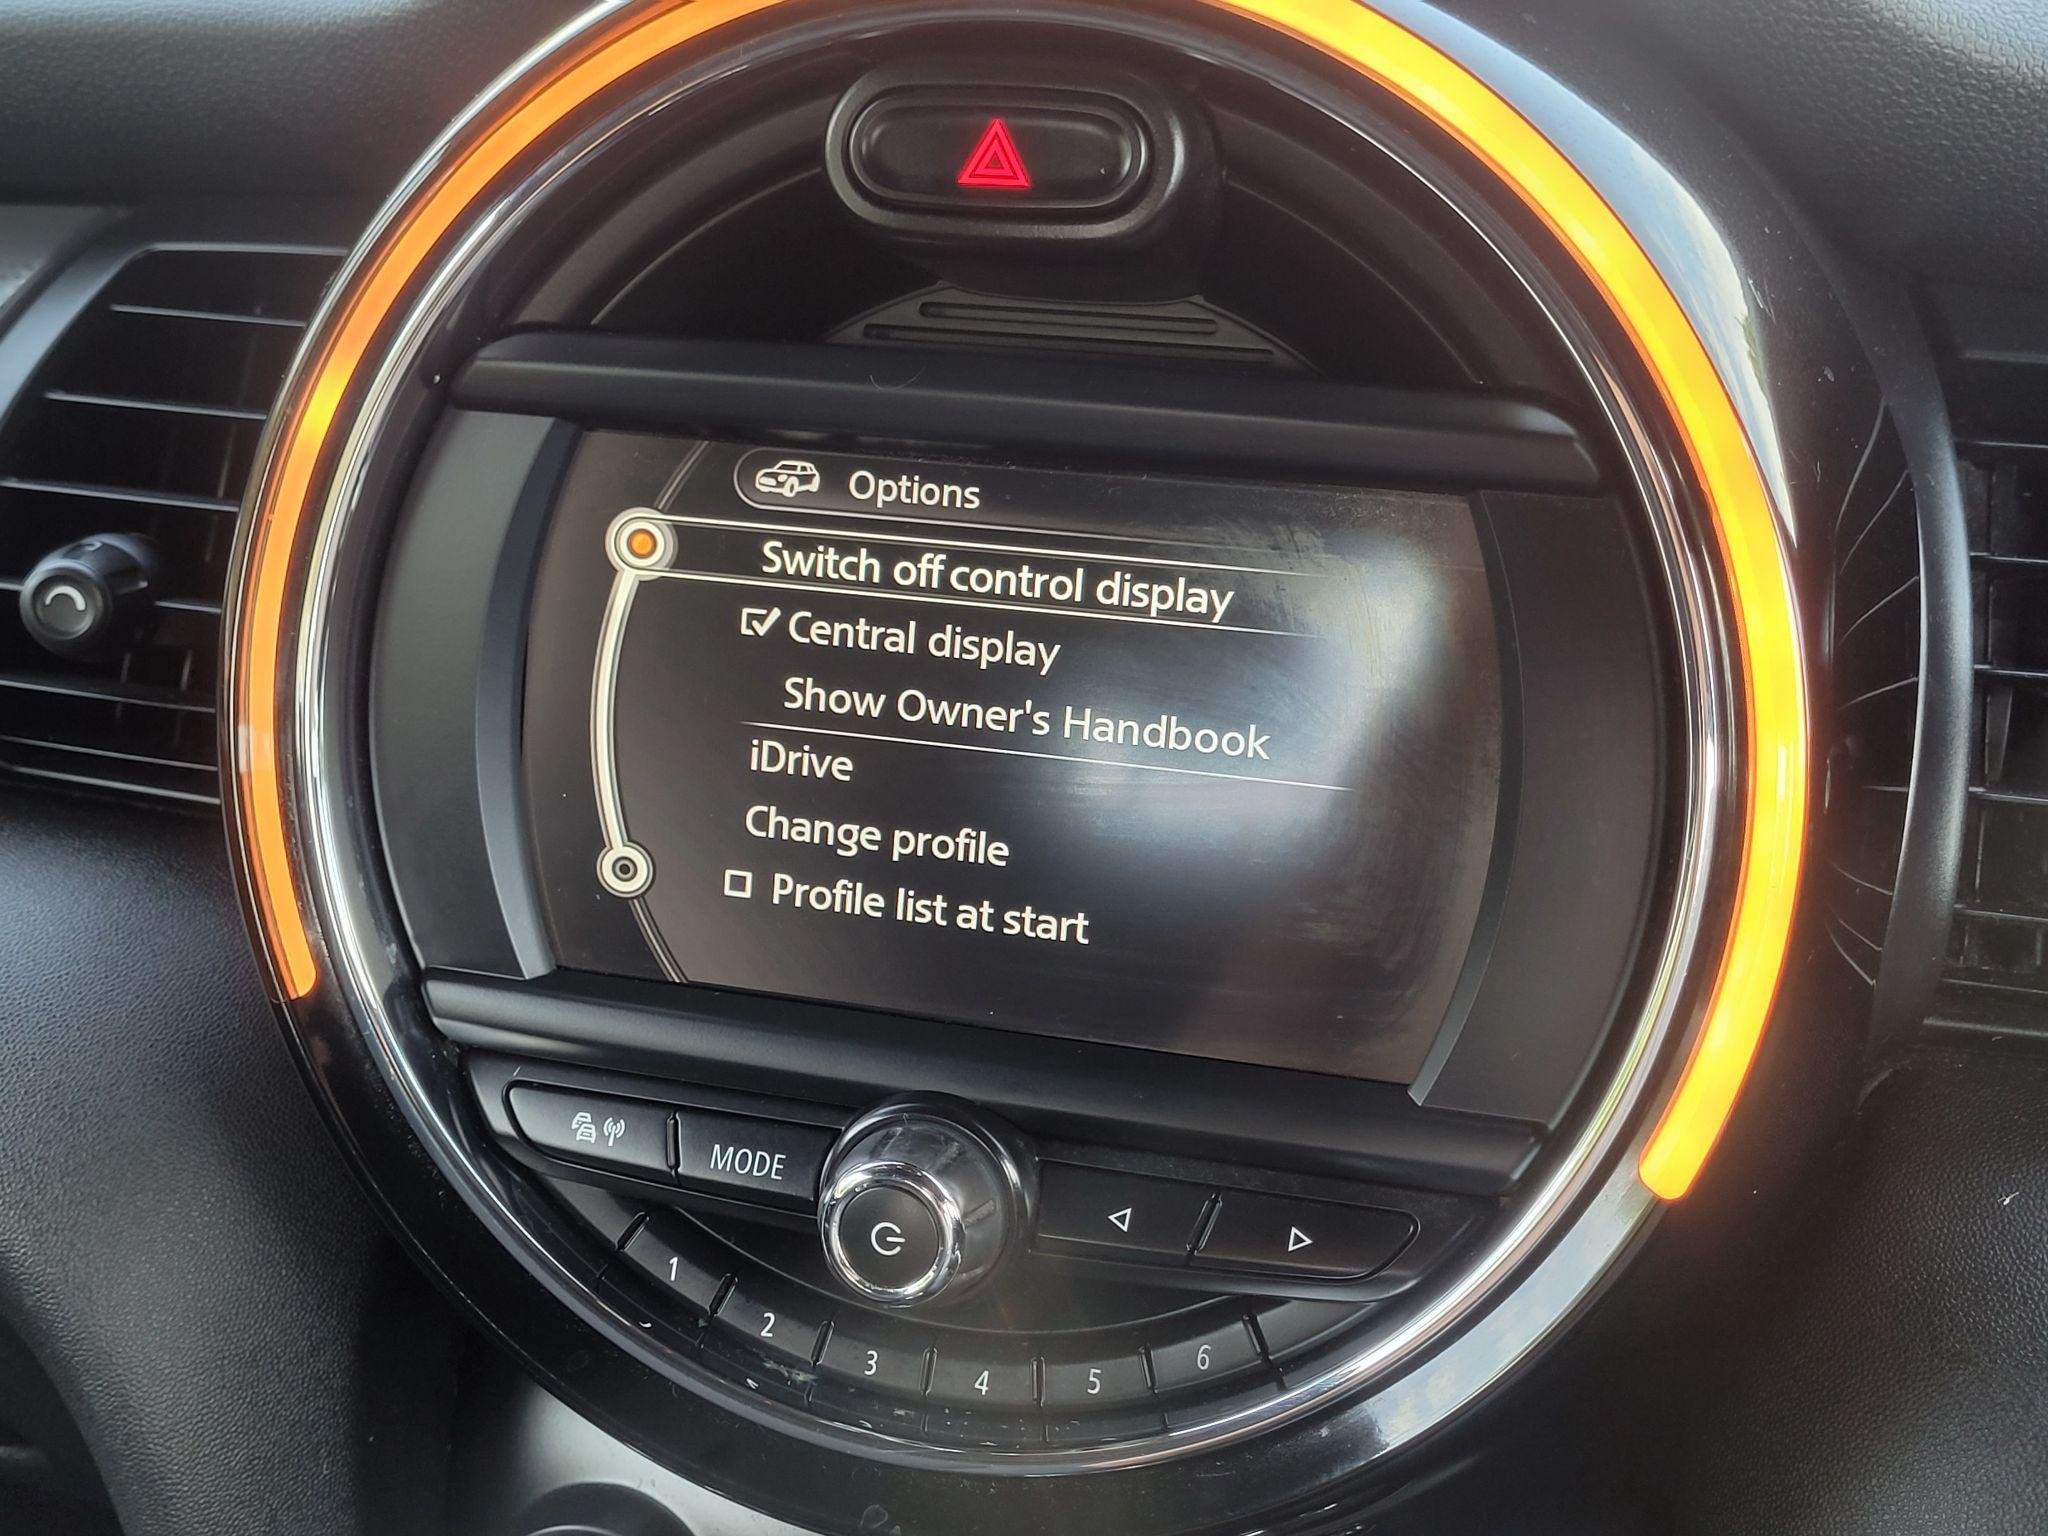 Options
Switch off control display
Central display
Show Owner's Handbook
iDrive
Change profile
Profile list at start
MODE
1
2
3
4
5
6